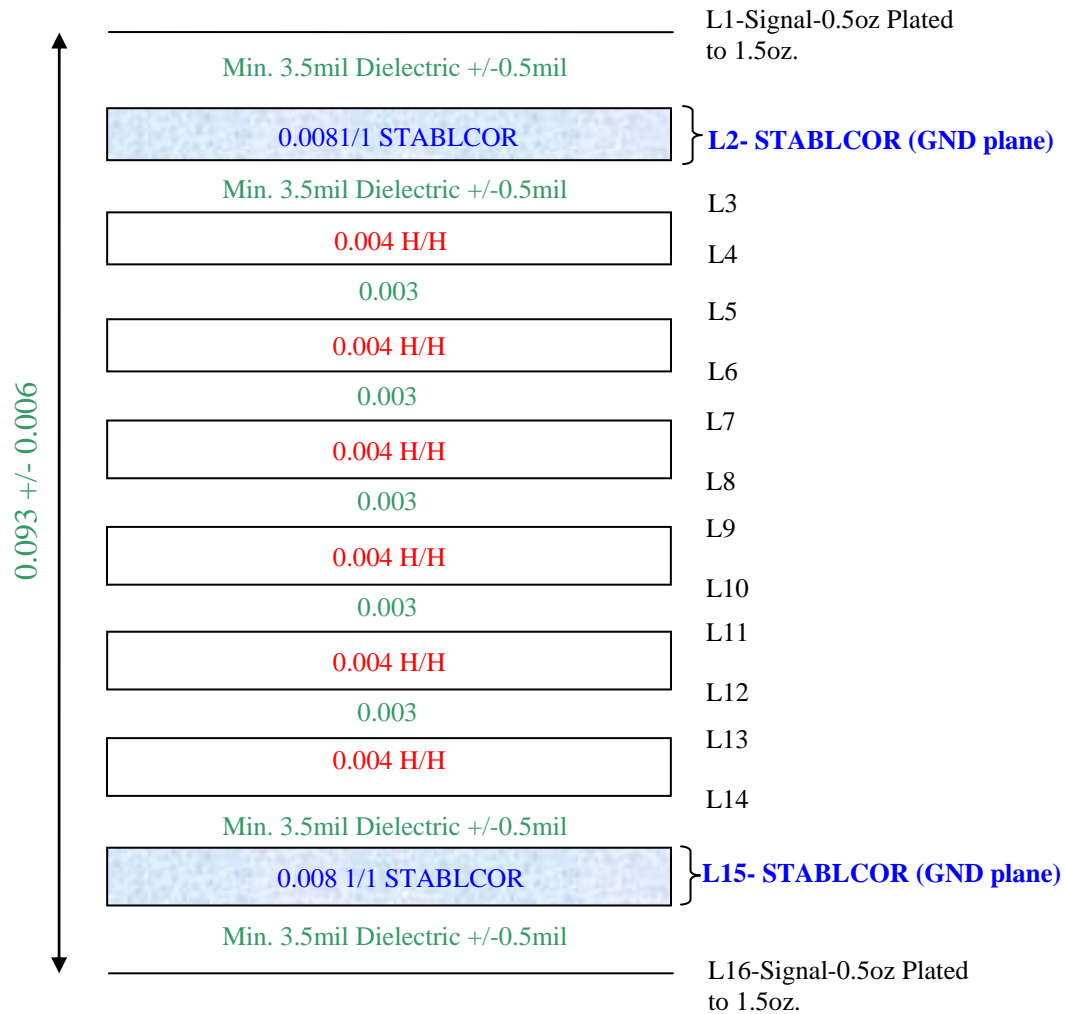 L1-Signal-0.5oz Plated
to 1.5oz.
Min. 3.5mil Dielectric +/-0.5mil
0.0081/1 STABLCOR
L2- STABLCOR (GND plane)
Min. 3.5mil Dielectric +/-0.5mil
L3
0.004 H/H
L4
0.003
L5
0.004 H/H
L6
0.003
L7
0.004 H/H
L8
0.003
L9
0.004 H/H
L10
0.003
L11
0.004 H/H
L12
0.003
L13
0.004 H/H
L14
Min. 3.5mil Dielectric +/-0.5mil
0.008 1/1 STABLCOR
L15- STABLCOR (GND plane)
Min. 3.5mil Dielectric +/-0.5mil
L16-Signal-0.5oz Plated
to 1.5oz.
0.093 +/- 0.006